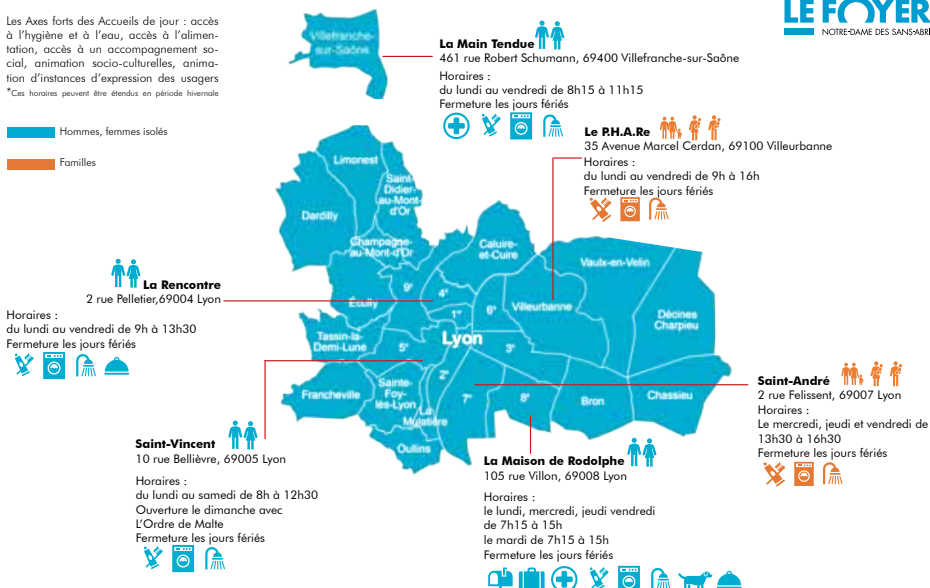 Les Axes forts des Accueils de jour : accès
à l'hygiène et à l'eau, accès à l'alimen-
tation, accès à un accompagnement so-
cial, animation socio-culturelles, anima-
tion d'instances d'expression des usagers
*Ces horaires peuvent être étendus en période hivernale
Hommes, femmes isolés
Familles
LE FOYER
NOTRE-DAME DES SANS-ABRI
Villefranche-
sur-Saône
La Main Tendue
461 rue Robert Schumann, 69400 Villefranche-sur-Saône
Horaires :
du lundi au vendredi de 8h15 à 11h15
Fermeture les jours fériés
Le P.H.A.Re
35 Avenue Marcel Cerdan, 69100 Villeurbanne
Horaires :
du lundi au vendredi de 9h à 16h
Fermeture les jours fériés
La Rencontre
2 rue Pelletier,69004 Lyon
Horaires :
du lundi au vendredi de 9h à 13h30
Fermeture les jours fériés
Limonest
Saint-
Didier-
au-Mont-
d'Or
Dardilly
Champagne-
au-Mont-d'Or
Caluire-
et-Cuire
Vaulx-en-Velin
9e
4e
Écully
1er
6e
Villeurbanne
Décines
Charpieu
Tassin-la-
Demi-Lune
5e
Lyon
3e
2e
Francheville
Sainte-
Foy-
lès-Lyon
La
Mulatière
7e
8e
Bron
Chassieu
Oullins
Saint-André
2 rue Felissent, 69007 Lyon
Horaires :
Le mercredi, jeudi et vendredi de
13h30 à 16h30
Fermeture les jours fériés
Saint-Vincent
10 rue Bellièvre, 69005 Lyon
Horaires :
du lundi au samedi de 8h à 12h30
Ouverture le dimanche avec
L'Ordre de Malte
Fermeture les jours fériés
La Maison de Rodolphe
105 rue Villon, 69008 Lyon
Horaires :
le lundi, mercredi, jeudi vendredi
de 7h15 à 15h
le mardi de 7h15 à 15h
Fermeture les jours fériés